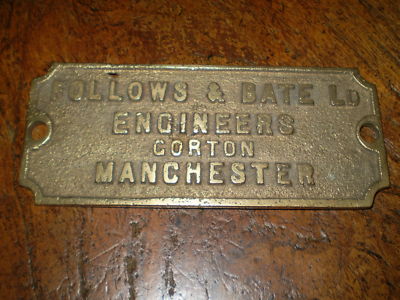 FOLLOWS & BATE LD
ENGINEERS
GORTON
MANCHESTER